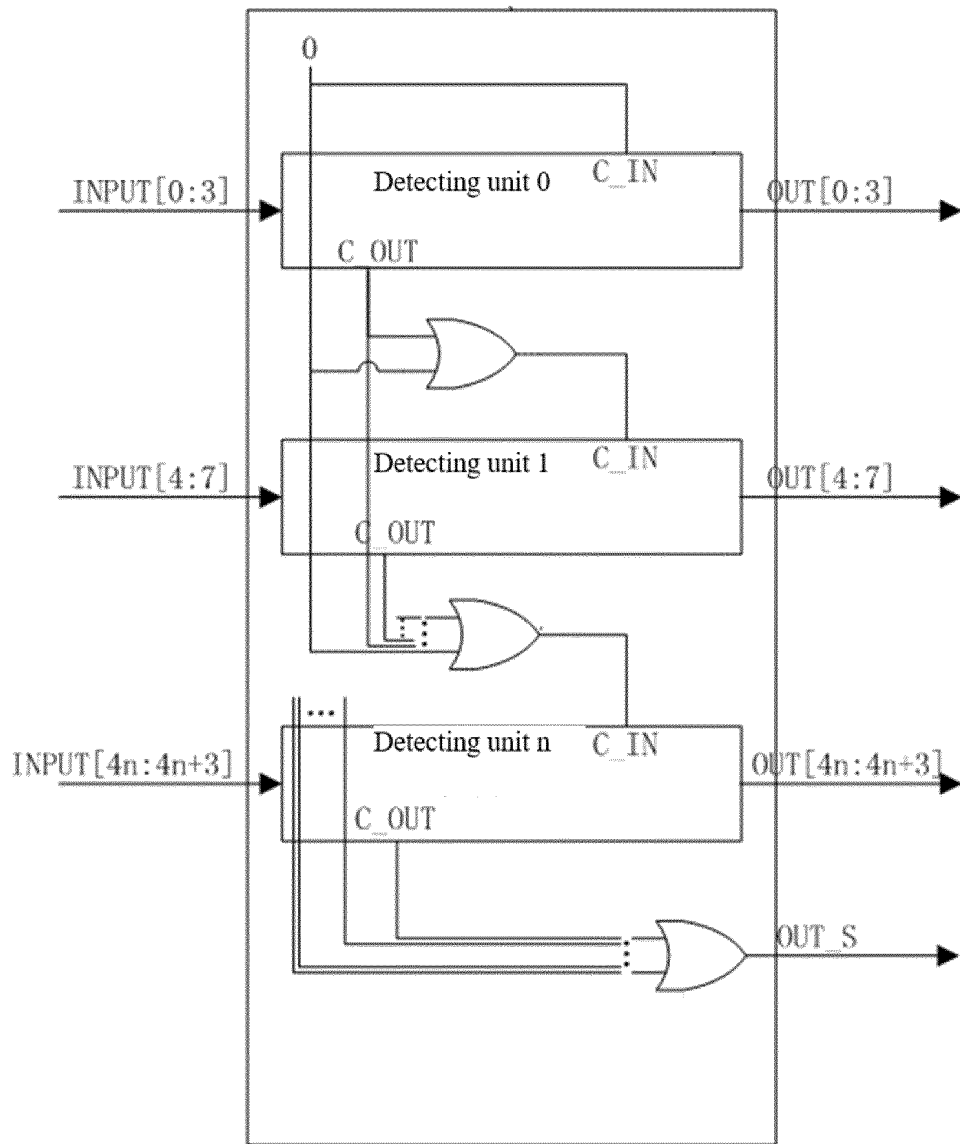 0
C_IN
INPUT[0:3]
Detecting unit 0
OUT[0:3]
C_OUT
C_IN
INPUT[4:7]
Detecting unit 1
OUT[4:7]
C_OUT
...
C_IN
INPUT[4n:4n+3]
Detecting unit n
OUT[4n:4n+3]
C_OUT
OUT_S